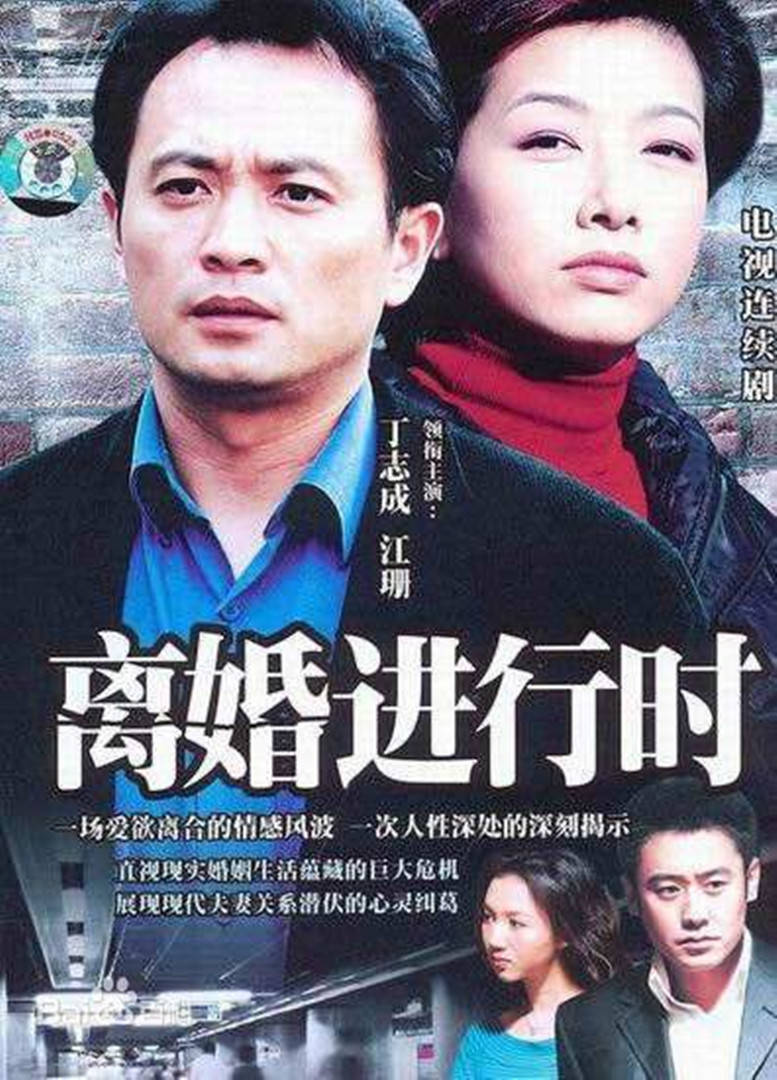 电视连续剧
领衔主演：
丁志成 江珊
离婚进行时
一场爱欲离合的情感风波 一次人性深处的深刻揭示
直视现实婚姻生活蕴藏的巨大危机
展现现代夫妻关系潜伏的心灵纠葛
Bai 百科